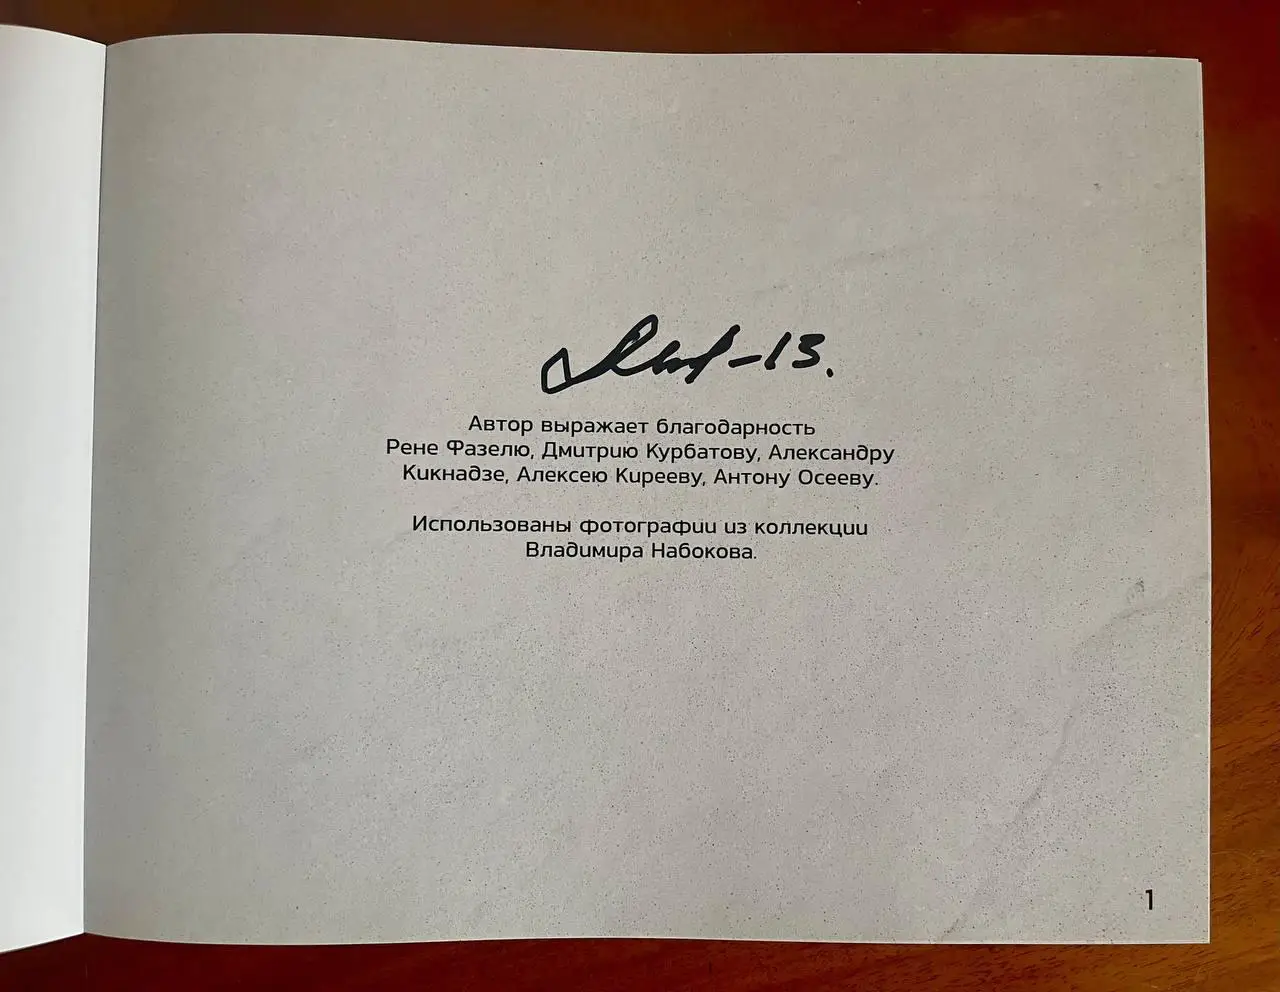 -13.
Автор выражает благодарность
Рене Фазелю, Дмитрию Курбатову, Александру
Кикнадзе, Алексею Кирееву, Антону Осееву.
Использованы фотографии из коллекции
Владимира Набокова.
1